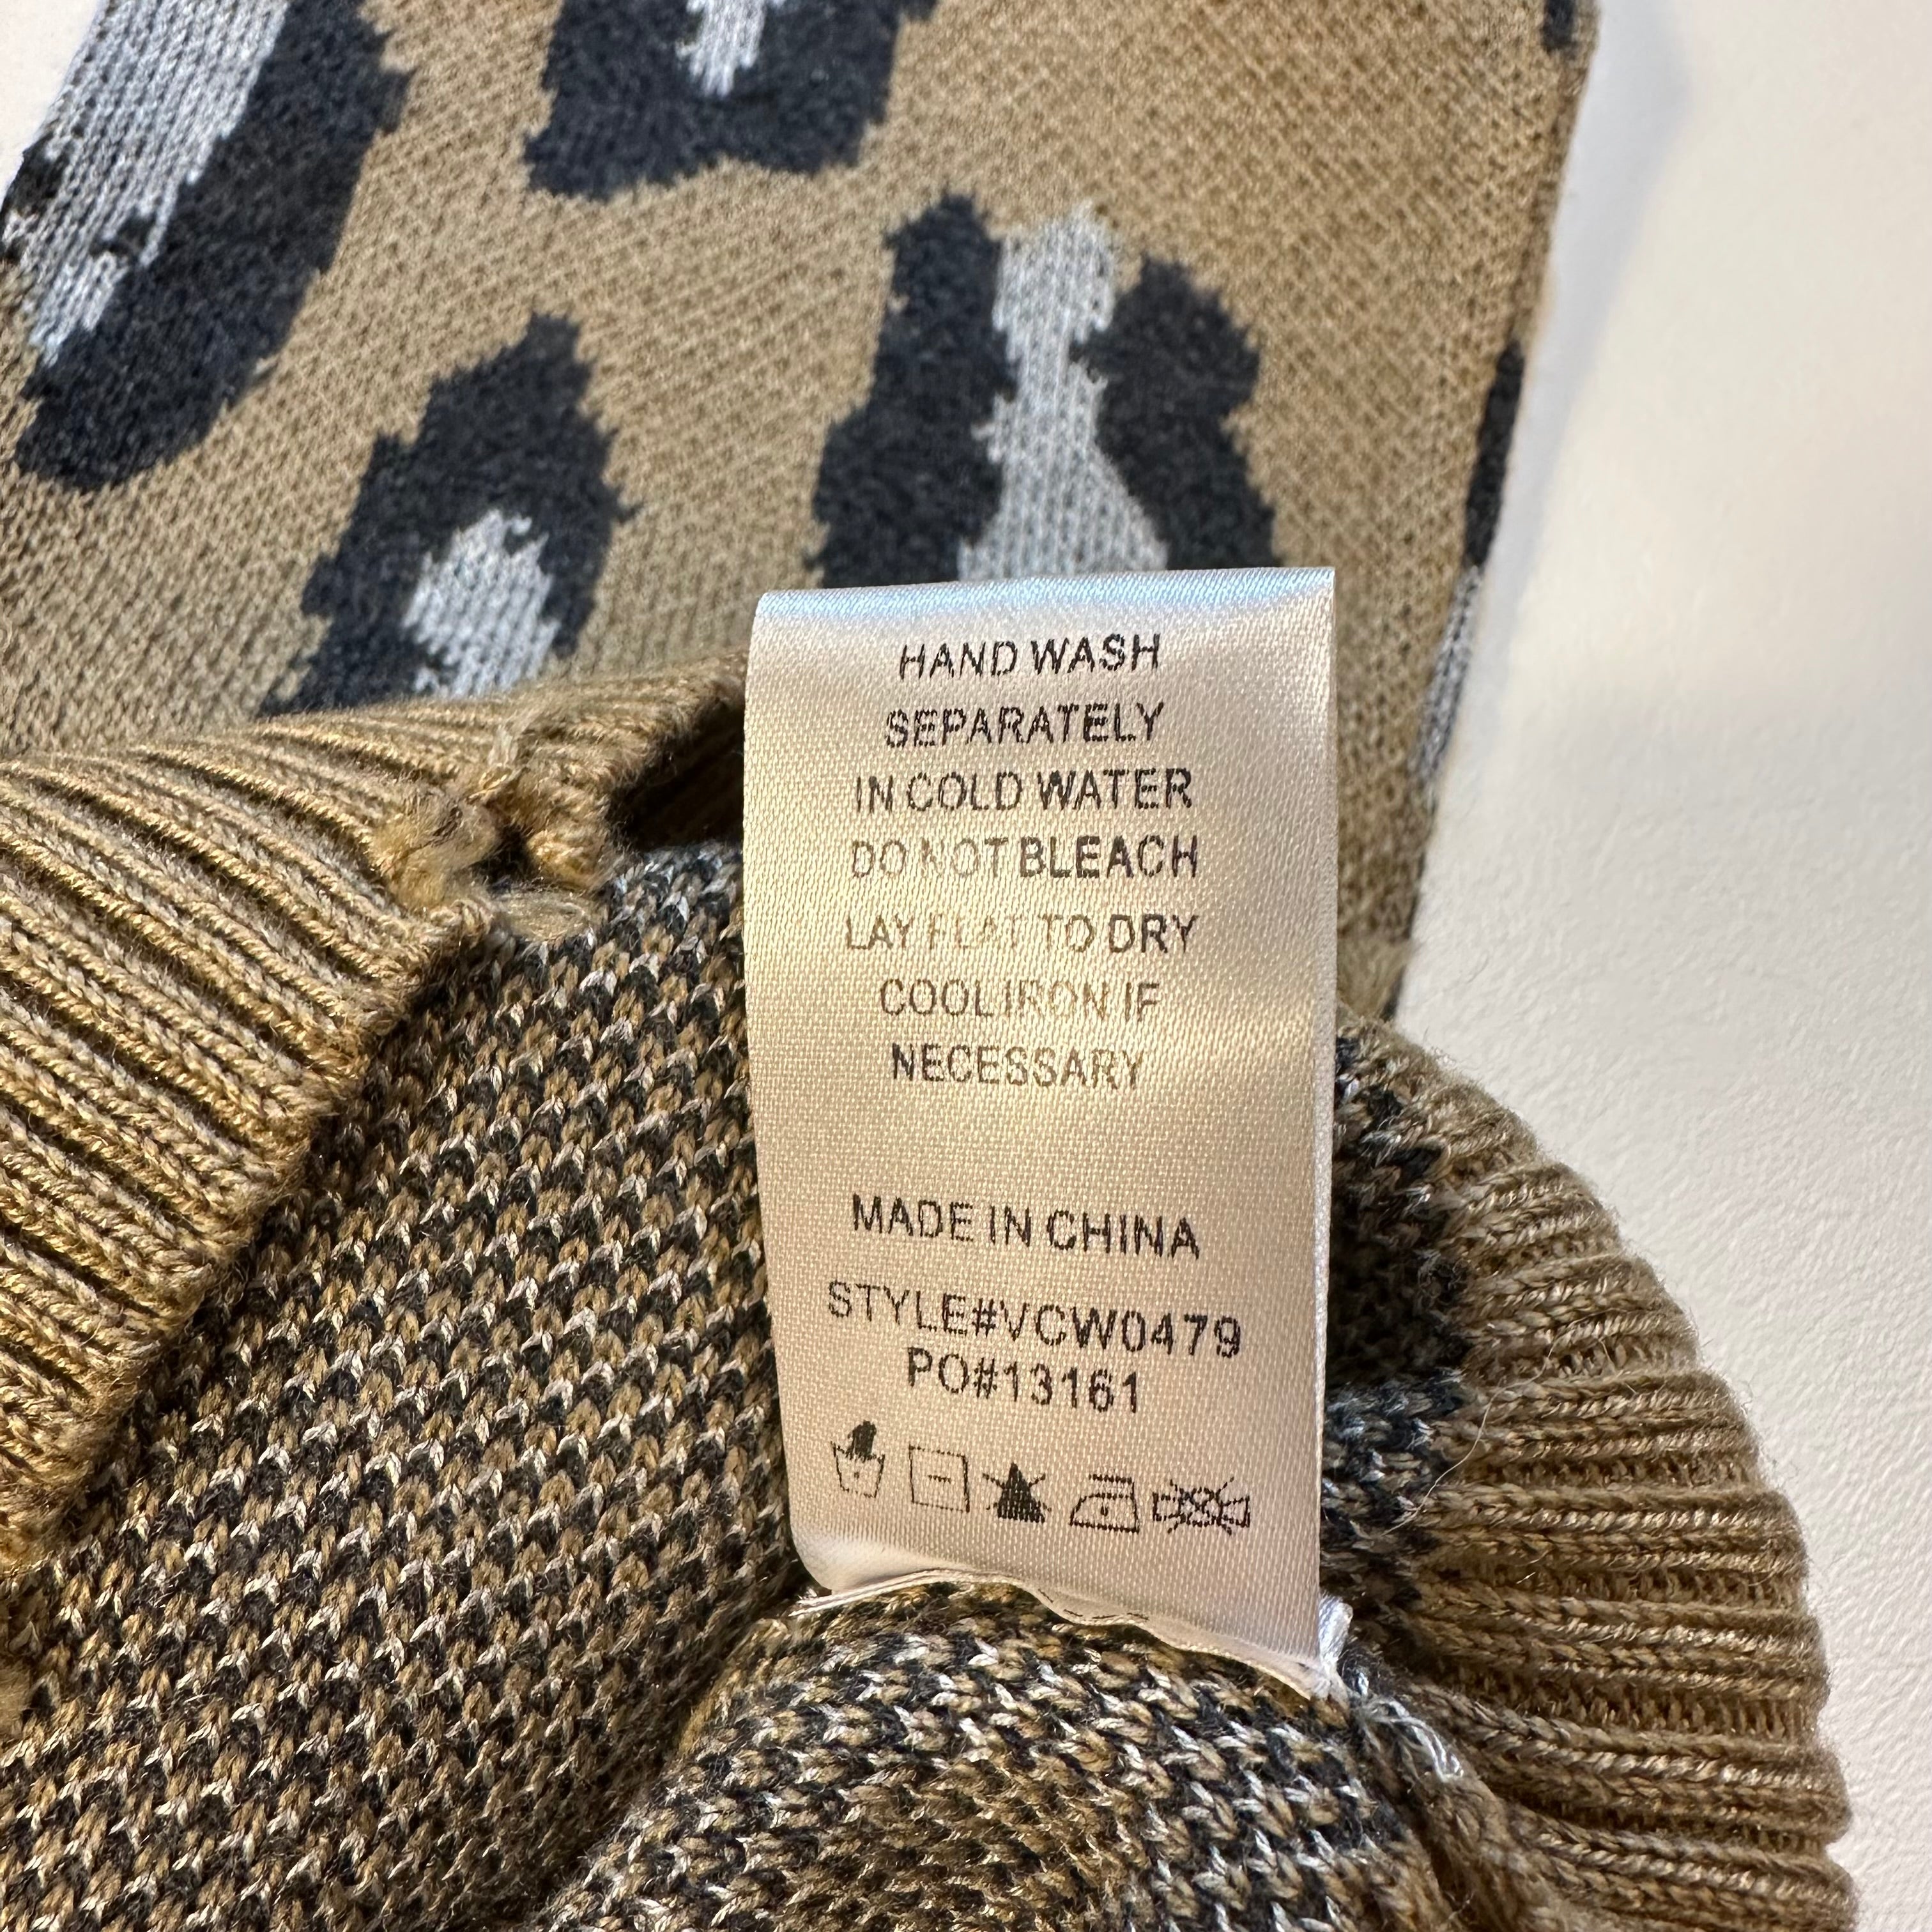 HAND WASH
SEPARATELY
IN COLD WATER
DO NOT BLEACH
LAY FLAT TO DRY
COOL IRON IF
NECESSARY
MADE IN CHINA
STYLE#VCW0479
PO#13161